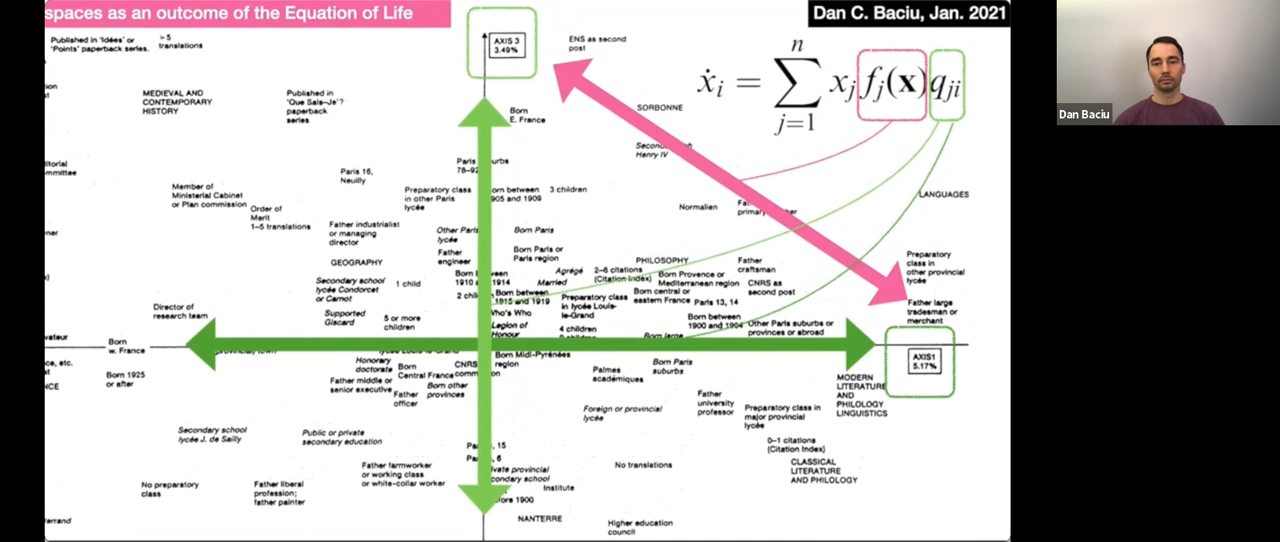 spaces as an outcome of the Equation of Life
Dan C. Baciu, Jan. 2021
Published in 'Idées' or
'Points' paperback series.
>5
translations
AXIS 3
3.49%
ENS as second
post
ẋi = n∑j=1 xj fj(x) qji
MEDIEVAL AND
CONTEMPORARY
HISTORY
Published in
'Que Sais-Je'?
paperback
series
Born
E. France
SORBONNE
Henry IV
Dan Baciu
Paris
Paris 16,
Neuilly
Member of
Ministerial Cabinet
or Plan commission
Preparatory class
in other Paris
lycée
3 children
LANGUAGES
Order of
Merit
1–5 translations
Normalien
Father industrialist
or managing
director
Other Paris
lycée
Born Paris
GEOGRAPHY
Father
engineer
Born Paris or
Paris region
PHILOSOPHY
Father
craftsman
Preparatory
class in
other provincial
lycée
Secondary school
lycée Condorcet
or Carnot
1 child
Agrégé
Married
2–6 citations
(Citation Index)
Born Provence or
Mediterranean region
CNRS as
second post
Born central or
eastern France
Paris 13, 14
Born between
1915 and 1919
Preparatory class
in lycée Louis-
le-Grand
Father large
tradesman or
merchant
Director of
research team
Supported
Giscard
5 or more
children
Who's Who
Legion of
Honour
4 children
Born between
1900 and 1904
Other Paris suburbs or
provinces or abroad
Born
w. France
AXIS1
5.17%
Born 1925
or after
Honorary
doctorate
Born
Central France
Born Midi-Pyrénées
region
Born Paris
suburbs
Palmes
académiques
Father middle or
senior executive
Father
officer
Born other
provinces
MODERN
LITERATURE
AND
PHILOLOGY
LINGUISTICS
Foreign or provincial
lycée
Father
university
professor
Preparatory class in
major provincial
lycée
Secondary school
lycée J. de Sailly
Public or private
secondary education
0–1 citations
(Citation Index)
Father farmworker
or working class
or white-collar worker
No translations
CLASSICAL
LITERATURE
AND PHILOLOGY
No preparatory
class
Father liberal
profession;
father painter
Institute
NANTERRE
Higher education
council